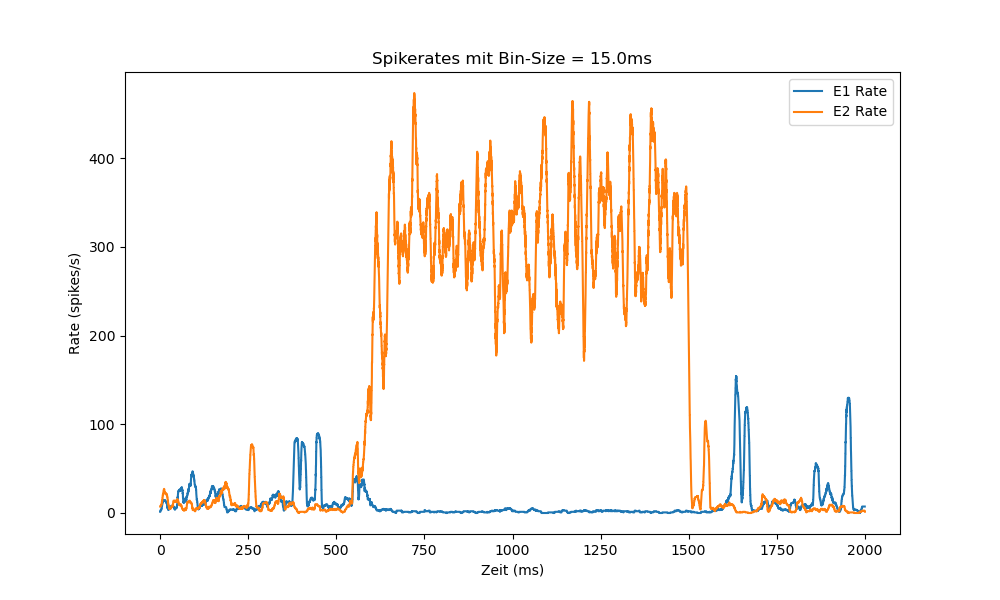 Spikerates mit Bin-Size = 15.0ms
E1 Rate
E2 Rate
Rate (spikes/s)
400
300
200
100
0
0 250 500 750 1000 1250 1500 1750 2000
Zeit (ms)